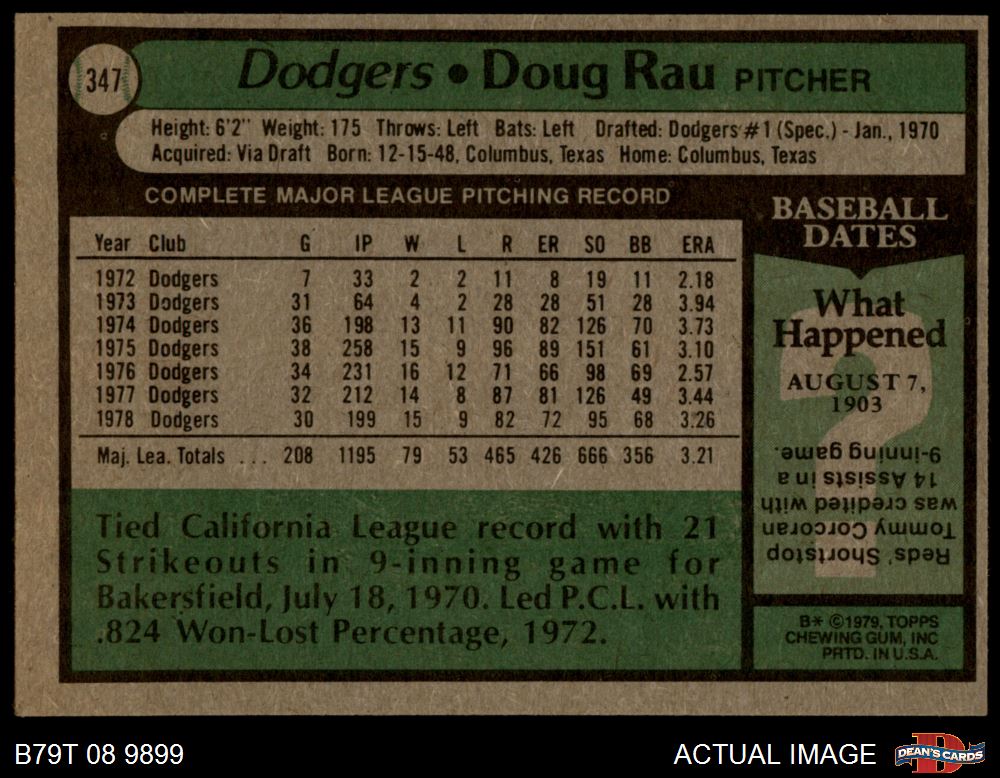 347
Dodgers • Doug Rau PITCHER
Height: 6'2" Weight: 175 Throws: Left Bats: Left Drafted: Dodgers #1 (Spec.) - Jan., 1970
Acquired: Via Draft Born: 12-15-48, Columbus, Texas Home: Columbus, Texas
COMPLETE MAJOR LEAGUE PITCHING RECORD
Year Club G IP W L R ER SO BB ERA
1972 Dodgers 7 33 2 2 11 8 19 11 2.18
1973 Dodgers 31 64 4 2 28 28 51 28 3.94
1974 Dodgers 36 198 13 11 90 82 126 70 3.73
1975 Dodgers 38 258 15 9 96 89 151 61 3.10
1976 Dodgers 34 231 16 12 71 66 98 69 2.57
1977 Dodgers 32 212 14 8 87 81 126 49 3.44
1978 Dodgers 30 199 15 9 82 72 95 68 3.26
Maj. Lea. Totals ... 208 1195 79 53 465 426 666 356 3.21
Tied California League record with 21
Strikeouts in 9-inning game for
Bakersfield, July 18, 1970. Led P.C.L. with
.824 Won-Lost Percentage, 1972.
BASEBALL
DATES
What
Happened
AUGUST 7,
1903
Reds' Shortstop
Tommy Corcoran
was credited with
14 Assists in a
9-inning game.
B* ©1979, TOPPS
CHEWING GUM, INC
PRTD. IN U.S.A.
B79T 08 9899
ACTUAL IMAGE
D
DEAN'S CARDS